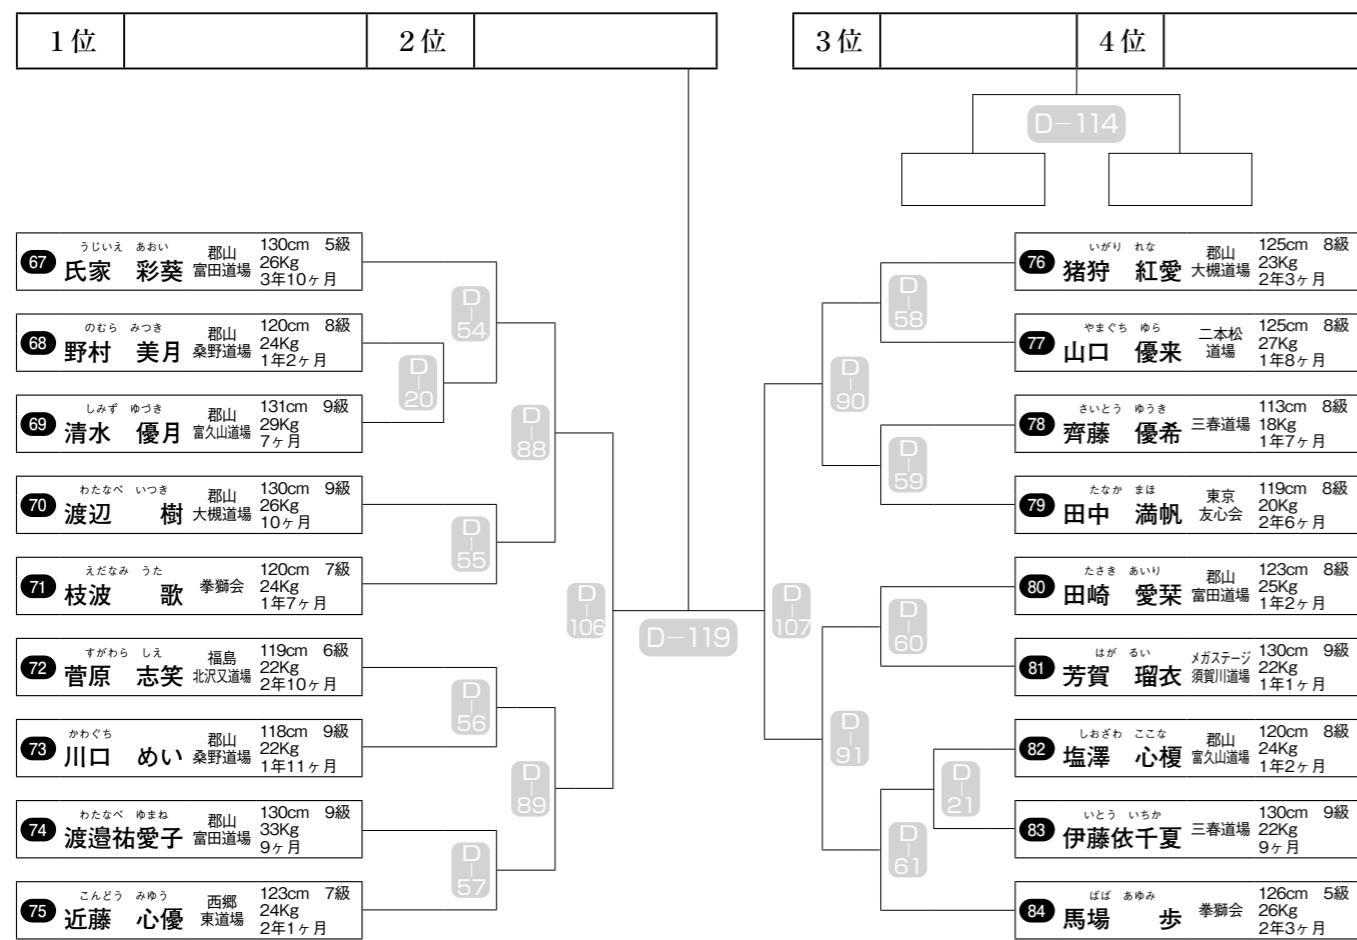 1位 2位 3位 4位
D−114
67 うじいえ あおい 氏家 彩葵 郡山 富田道場 130cm 5級 26Kg 3年10ヶ月
68 のむら みつき 野村 美月 郡山 桑野道場 120cm 8級 24Kg 1年2ヶ月
69 しみず ゆづき 清水 優月 郡山 富久山道場 131cm 9級 29Kg 7ヶ月
70 わたなべ いつき 渡辺 樹 郡山 大槻道場 130cm 9級 26Kg 10ヶ月
71 えだなみ うた 枝波 歌 拳獅会 120cm 7級 24Kg 1年7ヶ月
72 すがわら しえ 菅原 志笑 福島 北沢又道場 119cm 6級 22Kg 2年10ヶ月
73 かわぐち 川口 めい 郡山 桑野道場 118cm 9級 22Kg 1年11ヶ月
74 わたなべ ゆまね 渡邉祐愛子 郡山 富田道場 130cm 9級 33Kg 9ヶ月
75 こんどう みゆう 近藤 心優 西郷 東道場 123cm 7級 24Kg 2年1ヶ月
D−54
D−20
D−88
D−55
D−106
D−56
D−89
D−57
D−119
D−107
D−58
D−90
D−59
D−60
D−91
D−21
D−61
76 いがり れな 猪狩 紅愛 郡山 大槻道場 125cm 8級 23Kg 2年3ヶ月
77 やまぐち ゆら 山口 優来 二本松 道場 125cm 8級 27Kg 1年8ヶ月
78 さいとう ゆうき 齊藤 優希 三春道場 113cm 8級 18Kg 1年7ヶ月
79 たなか まほ 田中 満帆 東京 友心会 119cm 8級 20Kg 2年6ヶ月
80 たさき あいり 田崎 愛栞 郡山 富田道場 123cm 8級 25Kg 1年2ヶ月
81 はが るい 芳賀 瑠衣 メガステージ 須賀川道場 130cm 9級 22Kg 1年1ヶ月
82 しおざわ ここな 塩澤 心榎 郡山 富久山道場 120cm 8級 24Kg 1年2ヶ月
83 いとう いちか 伊藤依千夏 三春道場 130cm 9級 22Kg 9ヶ月
84 ばば あゆみ 馬場 歩 拳獅会 126cm 5級 26Kg 2年3ヶ月